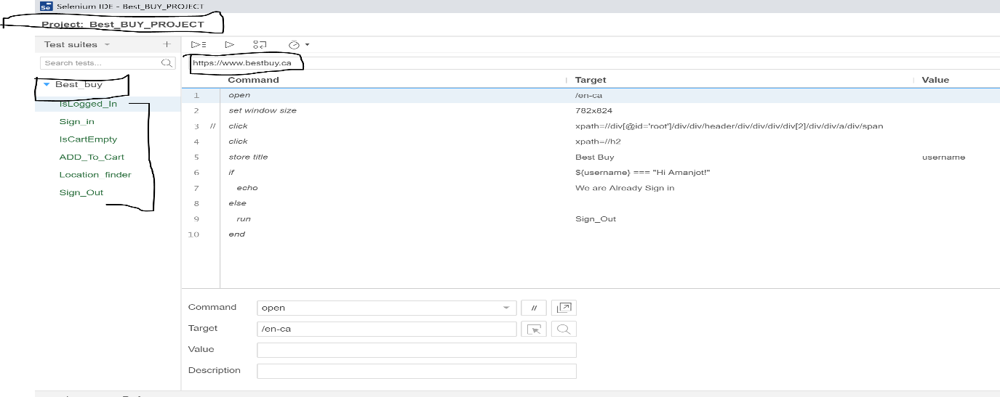 Se Selenium IDE - Best_BUY_PROJECT
Project: Best_BUY_PROJECT
Test suites
Search tests...
https://www.bestbuy.ca
Best_buy
IsLogged_In
Sign_in
IsCartEmpty
ADD_To_Cart
Location_finder
Sign_Out
Command Target Value
1 open /en-ca
2 set window size 782x824
3 // click xpath=//div[@id='root']/div/div/header/div/div/div/div[2]/div/div/a/div/span
4 click xpath=//h2
5 store title Best Buy username
6 if ${username} === "Hi Amanjot!"
7 echo We are Already Sign in
8 else
9 run Sign_Out
10 end
Command open //
Target /en-ca
Value
Description